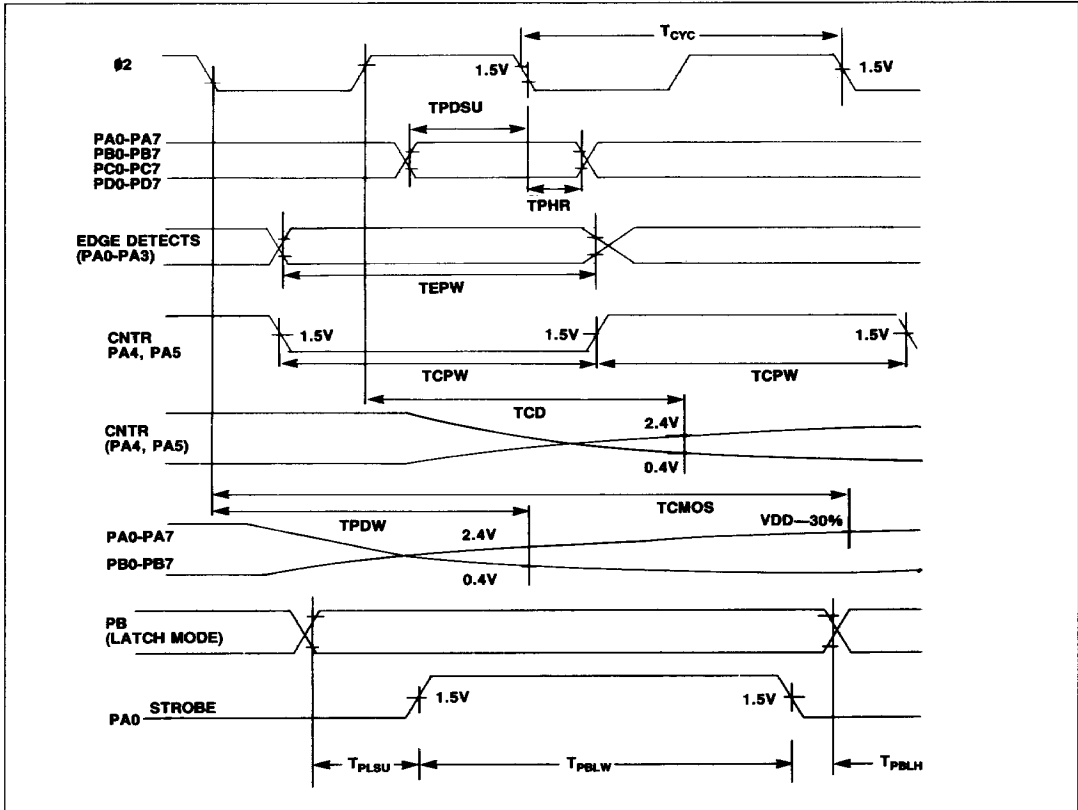 TCYC
ø2
1.5V
1.5V
TPDSU
PA0-PA7
PB0-PB7
PC0-PC7
PD0-PD7
TPHR
EDGE DETECTS
(PA0-PA3)
TEPW
CNTR
PA4, PA5
1.5V
1.5V
1.5V
TCPW
TCPW
TCD
CNTR
(PA4, PA5)
2.4V
0.4V
TCMOS
TPDW
VDD—30%
PA0-PA7
2.4V
PB0-PB7
0.4V
PB
(LATCH MODE)
PA0 STROBE
1.5V
1.5V
TPLSU
TPBLW
TPBLH